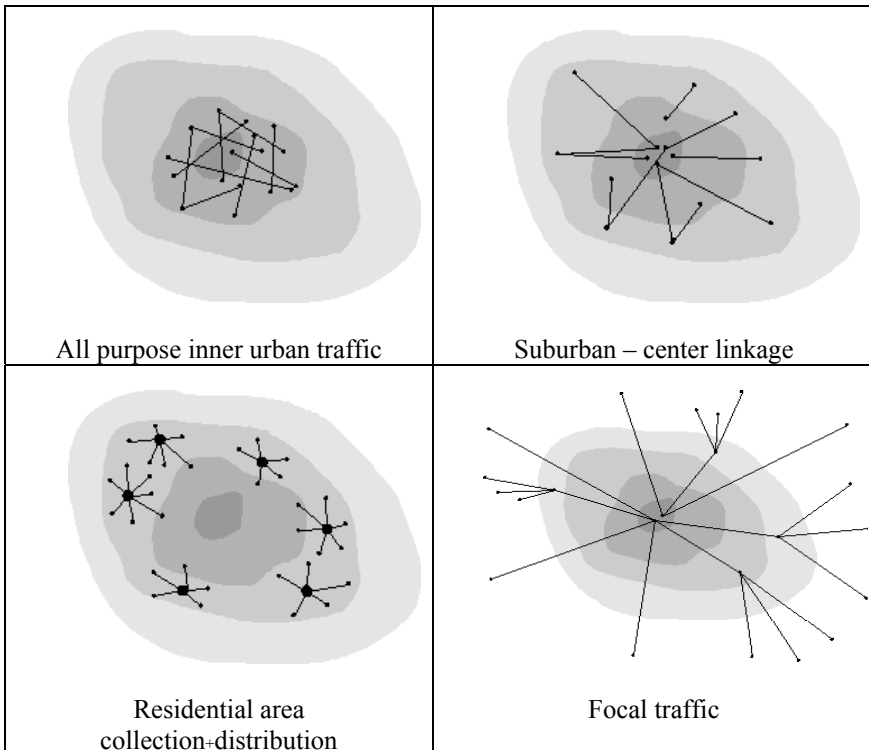 All purpose inner urban traffic
Suburban – center linkage
Residential area
collection+distribution
Focal traffic